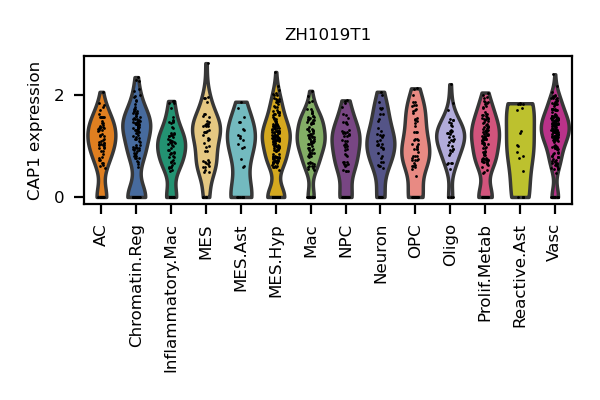 ZH1019T1
CAP1 expression
2
0
AC
Chromatin.Reg
Inflammatory.Mac
MES
MES.Ast
MES.Hyp
Mac
NPC
Neuron
OPC
Oligo
Prolif.Metab
Reactive.Ast
Vasc